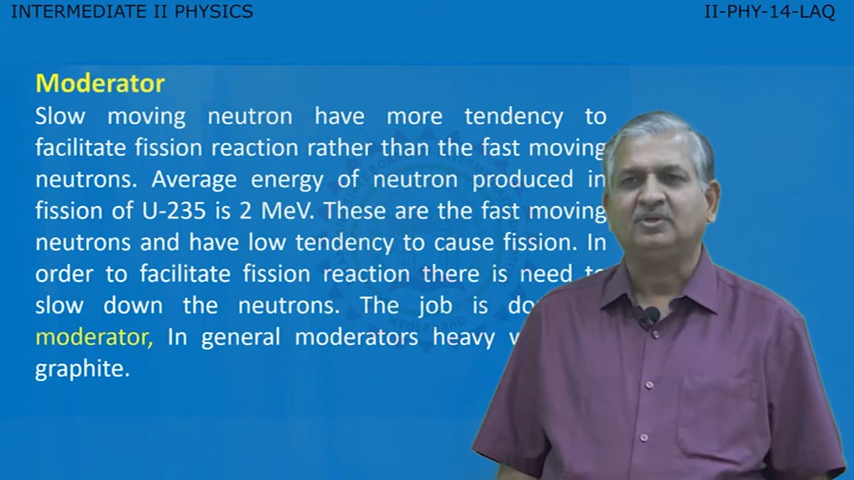 INTERMEDIATE II PHYSICS
II-PHY-14-LAQ
Moderator
Slow moving neutron have more tendency to
facilitate fission reaction rather than the fast moving
neutrons. Average energy of neutron produced in
fission of U-235 is 2 MeV. These are the fast moving
neutrons and have low tendency to cause fission. In
order to facilitate fission reaction there is need to
slow down the neutrons. The job is
moderator, In general moderators heavy
graphite.